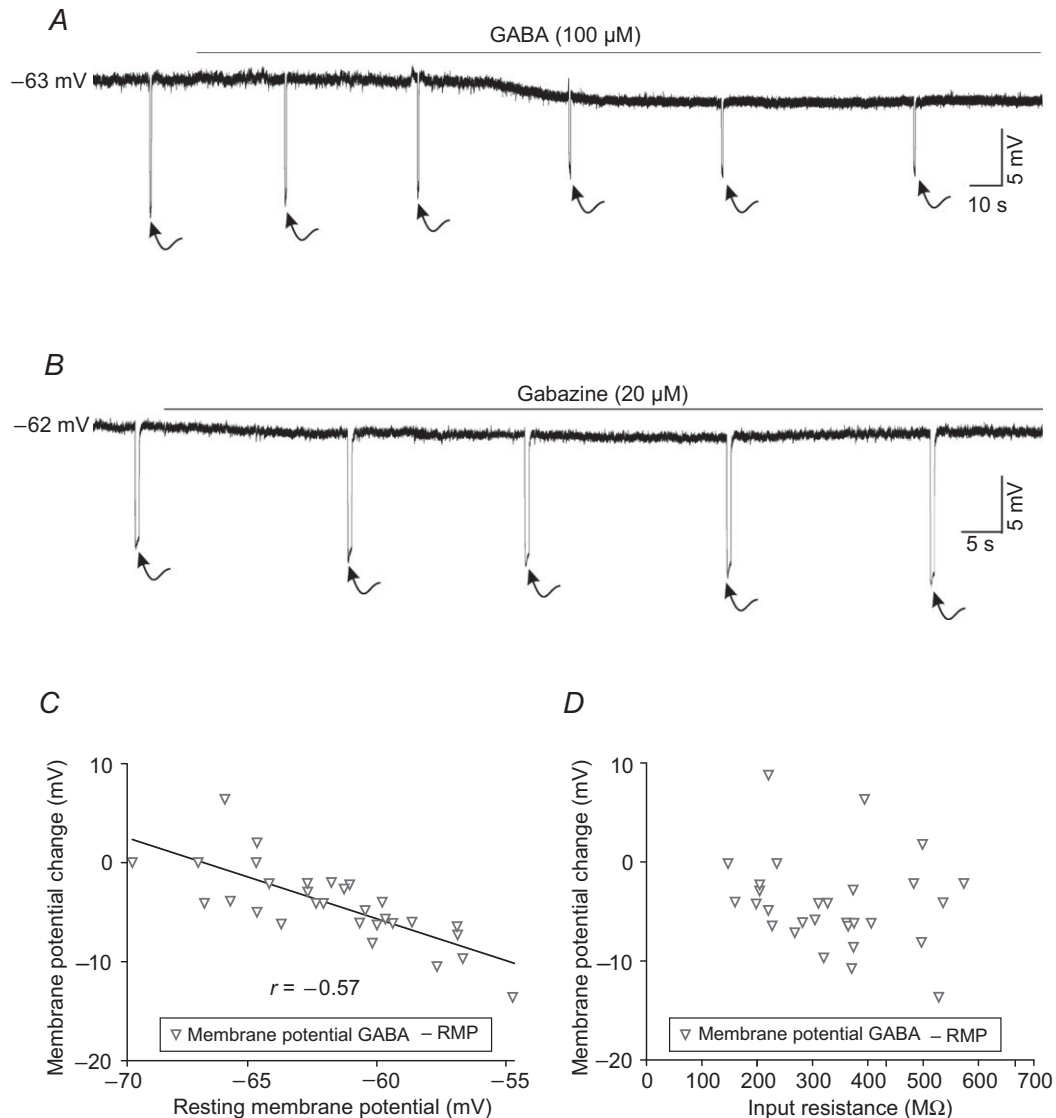 A
GABA (100 µM)
–63 mV
5 mV
10 s
B
Gabazine (20 µM)
–62 mV
5 mV
5 s
C
Membrane potential change (mV)
10
0
–10
–20
r = –0.57
Membrane potential GABA – RMP
–70 –65 –60 –55
Resting membrane potential (mV)
D
Membrane potential change (mV)
10
0
–10
–20
Membrane potential GABA – RMP
0 100 200 300 400 500 600 700
Input resistance (MΩ)